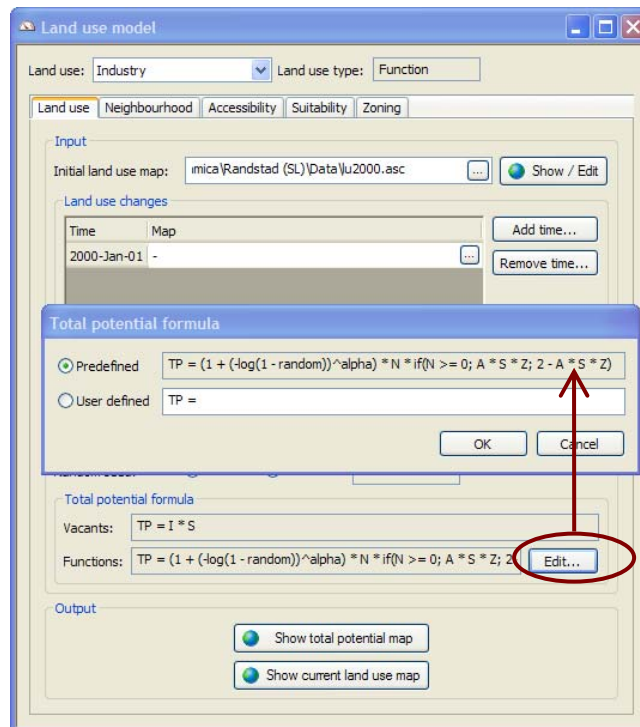 Land use model
Land use: Industry Land use type: Function
Land use Neighbourhood Accessibility Suitability Zoning
Input
Initial land use map: ımica\Randstad (SL)\Data\lu2000.asc ... Show / Edit
Land use changes
Time Map Add time...
2000-Jan-01 - ... Remove time...
Total potential formula
Predefined TP = (1 + (-log(1 - random))^alpha) * N * if(N >= 0; A * S * Z; 2 - A * S * Z)
User defined TP =
OK Cancel
Total potential formula
Vacants: TP = I * S
Functions: TP = (1 + (-log(1 - random))^alpha) * N * if(N >= 0; A * S * Z; 2 Edit...
Output
Show total potential map
Show current land use map